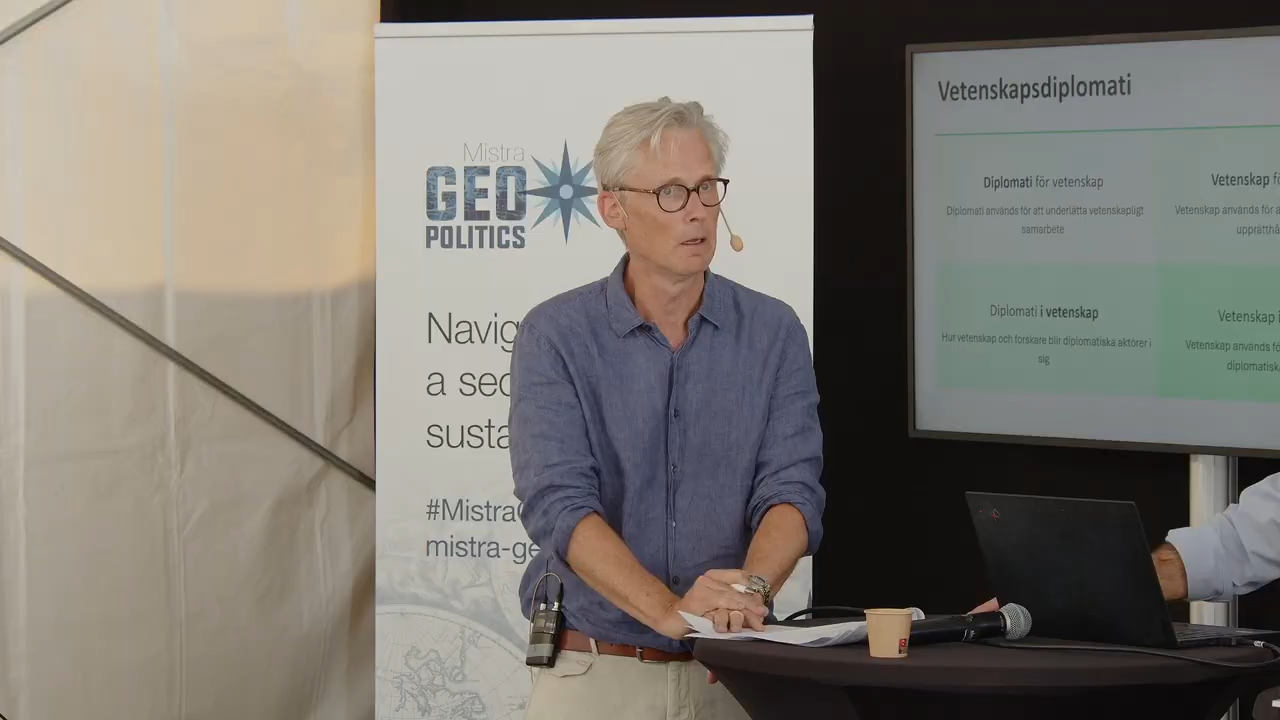 Mistra
GEO
POLITICS
Navig
a sec
susta
#Mistra
mistra-ge
Vetenskapsdiplomati
Diplomati för vetenskap
Diplomati används för att underlätta vetenskapligt
samarbete
Vetenskap fö
Vetenskap används för a
upprätthå
Diplomati i vetenskap
Hur vetenskap och forskare blir diplomatiska aktörer i
sig
Vetenskap i
Vetenskap används fö
diplomatisk